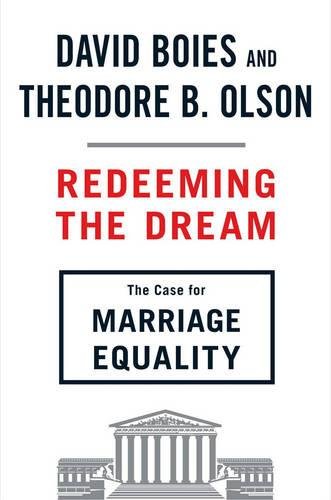 DAVID BOIES AND
THEODORE B. OLSON
REDEEMING
THE DREAM
The Case for
MARRIAGE
EQUALITY